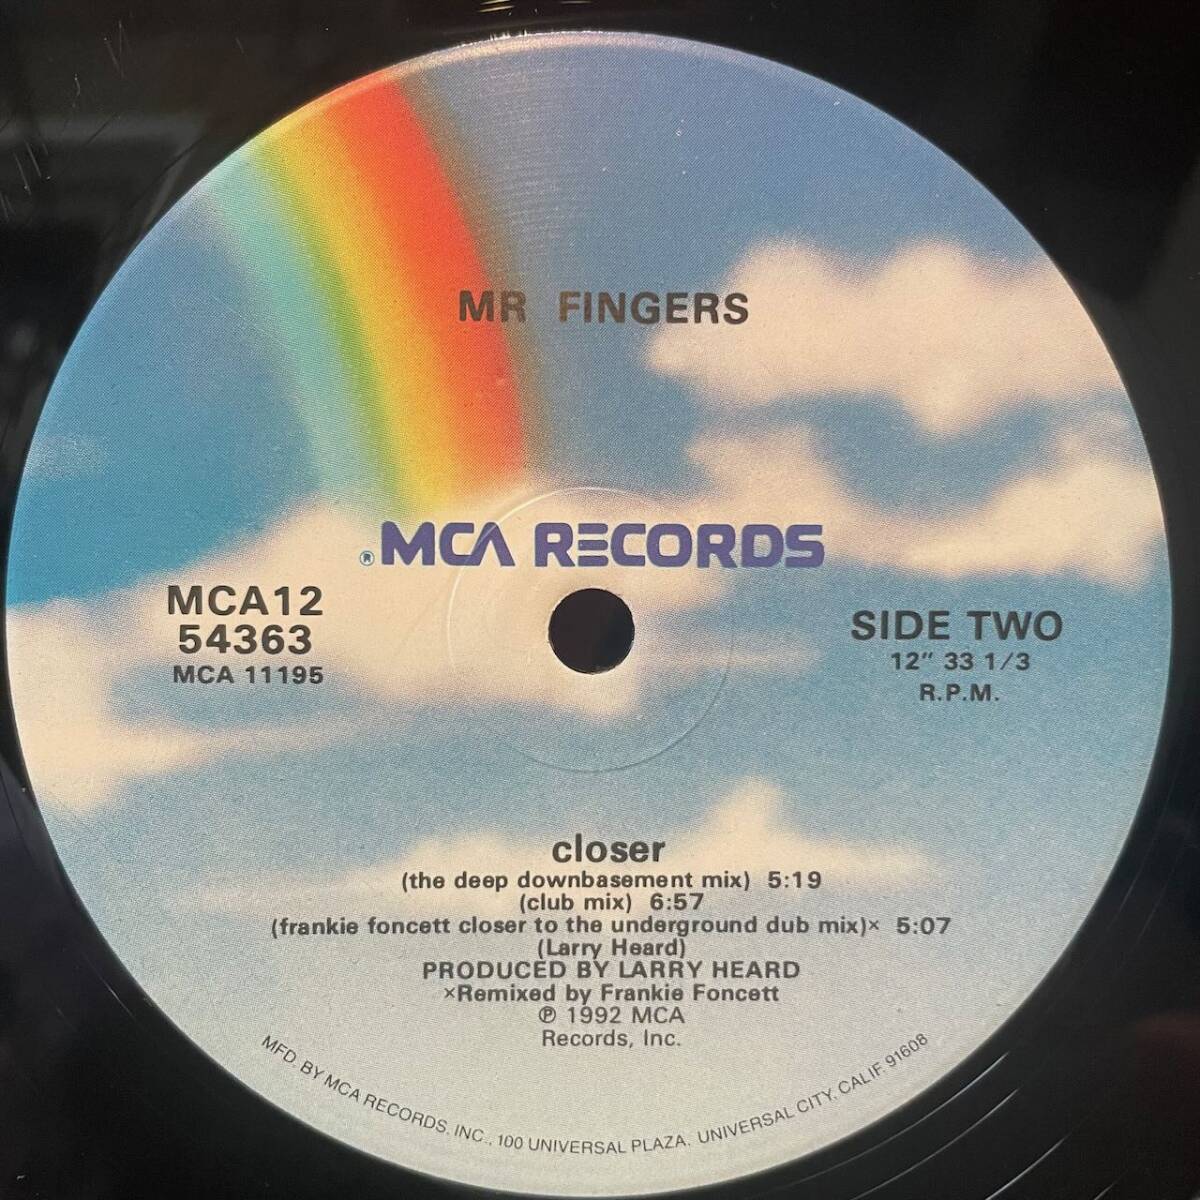 MR FINGERS
® MCA RECORDS
MCA12
54363
MCA 11195
SIDE TWO
12" 33 1/3
R.P.M.
closer
(the deep downbasement mix) 5:19
(club mix) 6:57
(frankie foncett closer to the underground dub mix)× 5:07
(Larry Heard)
PRODUCED BY LARRY HEARD
×Remixed by Frankie Foncett
℗ 1992 MCA
Records, Inc.
MFD. BY MCA RECORDS, INC., 100 UNIVERSAL PLAZA, UNIVERSAL CITY, CALIF. 91608